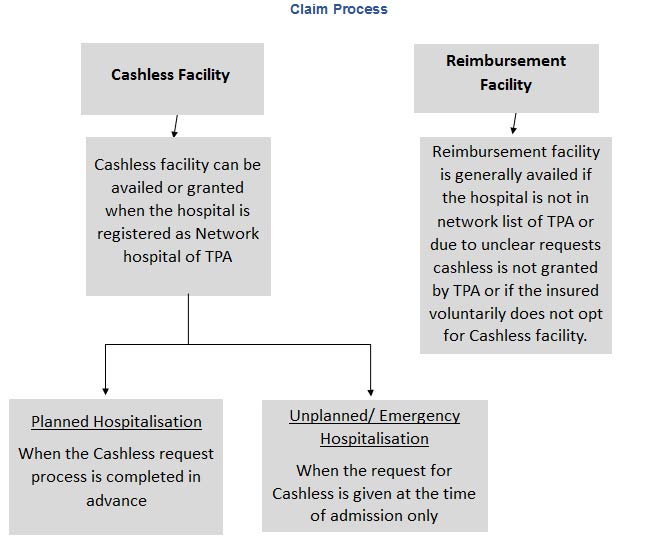 Claim Process
Cashless Facility
Cashless facility can be
availed or granted
when the hospital is
registered as Network
hospital of TPA
Reimbursement
Facility
Reimbursement facility
is generally availed if
the hospital is not in
network list of TPA or
due to unclear requests
cashless is not granted
by TPA or if the insured
voluntarily does not opt
for Cashless facility.
Planned Hospitalisation
When the Cashless request
process is completed in
advance
Unplanned/ Emergency
Hospitalisation
When the request for
Cashless is given at the time
of admission only